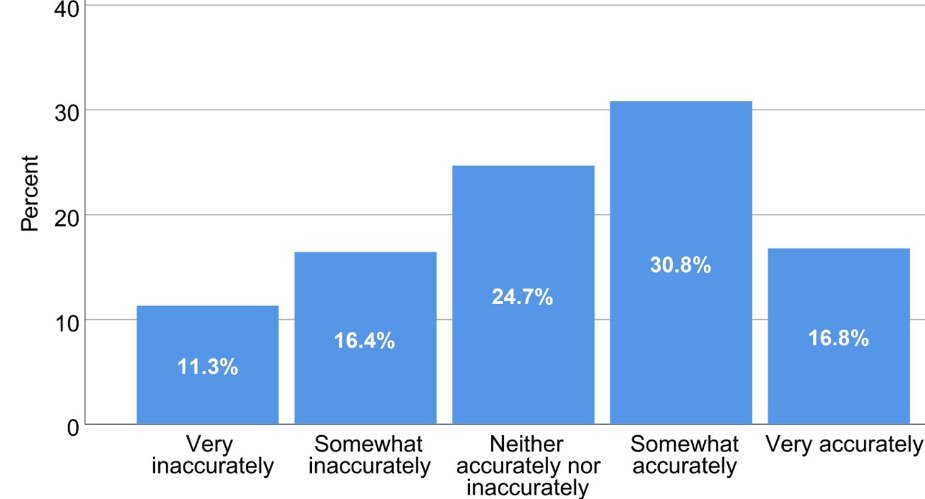 40
30
20
10
0
Percent
11.3%
16.4%
24.7%
30.8%
16.8%
Very
inaccurately
Somewhat
inaccurately
Neither
accurately nor
inaccurately
Somewhat
accurately
Very accurately